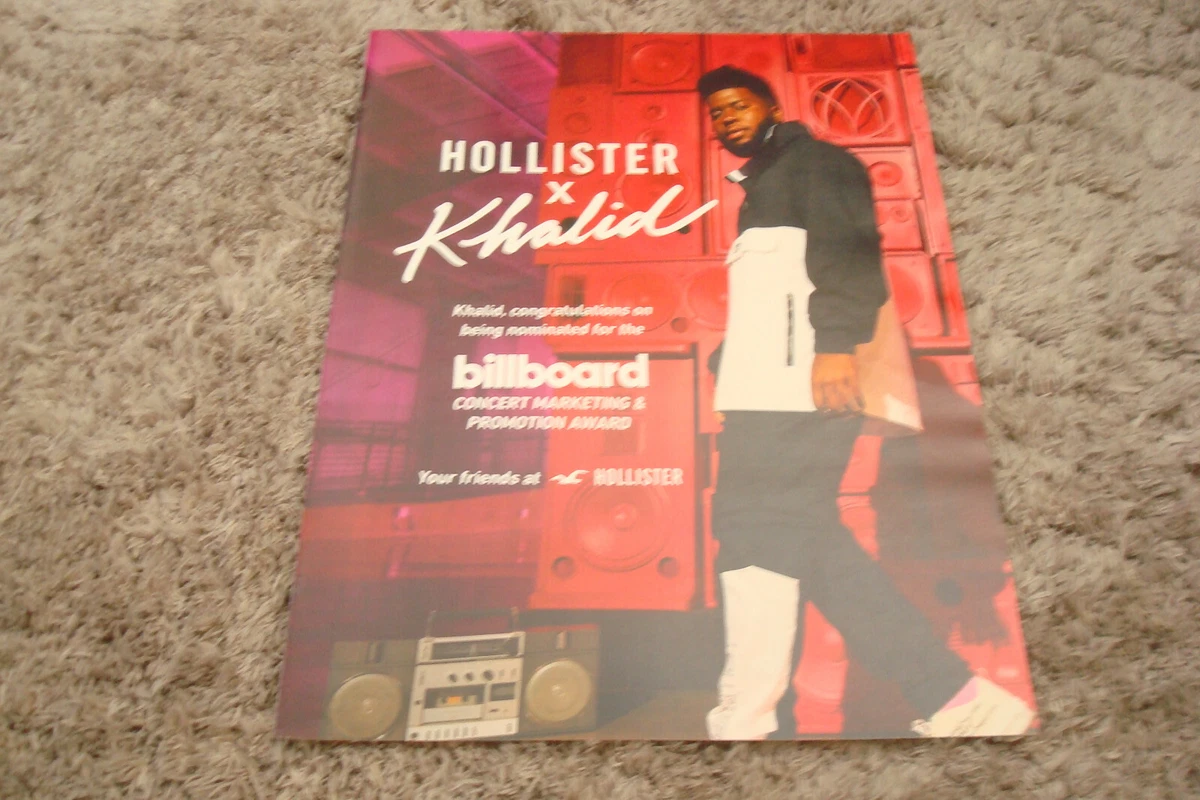 HOLLISTER
X
Khalid
Khalid, congratulations on
being nominated for the
billboard
CONCERT MARKETING &
PROMOTION AWARD
Your friends at HOLLISTER